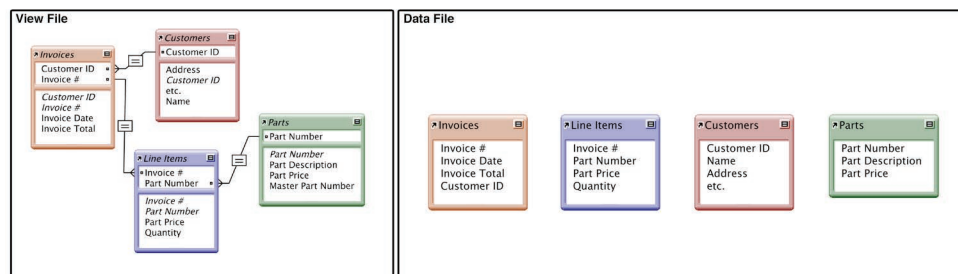 View File
Invoices
Customer ID
Invoice #
Customer ID
Invoice #
Invoice Date
Invoice Total
Customers
Customer ID
Address
Customer ID
etc.
Name
=
=
=
Line Items
Invoice #
Part Number
Invoice #
Part Number
Part Price
Quantity
Parts
Part Number
Part Number
Part Description
Part Price
Master Part Number
Data File
Invoices
Invoice #
Invoice Date
Invoice Total
Customer ID
Line Items
Invoice #
Part Number
Part Price
Quantity
Customers
Customer ID
Name
Address
etc.
Parts
Part Number
Part Description
Part Price